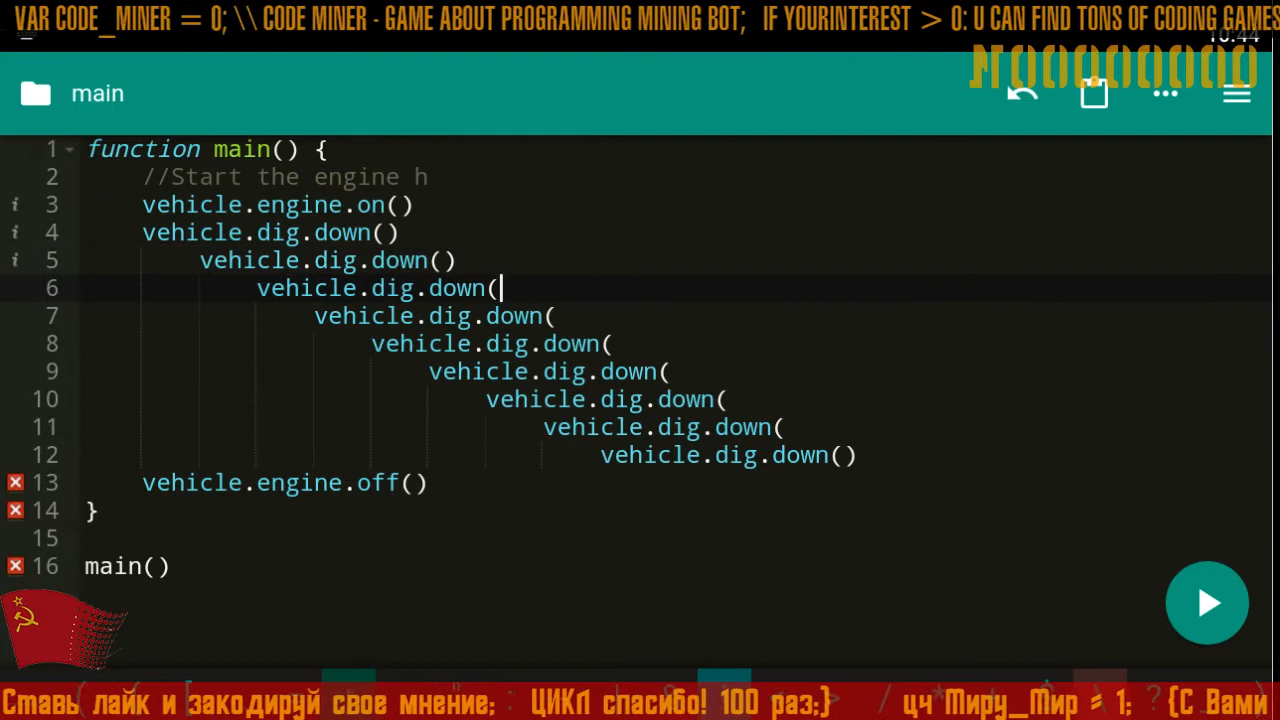 VAR CODE_MINER = 0; \\ CODE MINER - GAME ABOUT PROGRAMMING MINING BOT; IF YOURINTEREST > 0: U CAN FIND TONS OF CODING GAMES
10:44
NOOOOOOOO
main
1 function main() {
2 //Start the engine h
3 vehicle.engine.on()
4 vehicle.dig.down()
5 vehicle.dig.down()
6 vehicle.dig.down(
7 vehicle.dig.down(
8 vehicle.dig.down(
9 vehicle.dig.down(
10 vehicle.dig.down(
11 vehicle.dig.down(
12 vehicle.dig.down()
13 vehicle.engine.off()
14 }
15
16 main()
Ставь лайк и закодируй свое мнение; ЦИКЛ спасибо! 100 раз;} цч Миру_Мир = 1; {С Вами